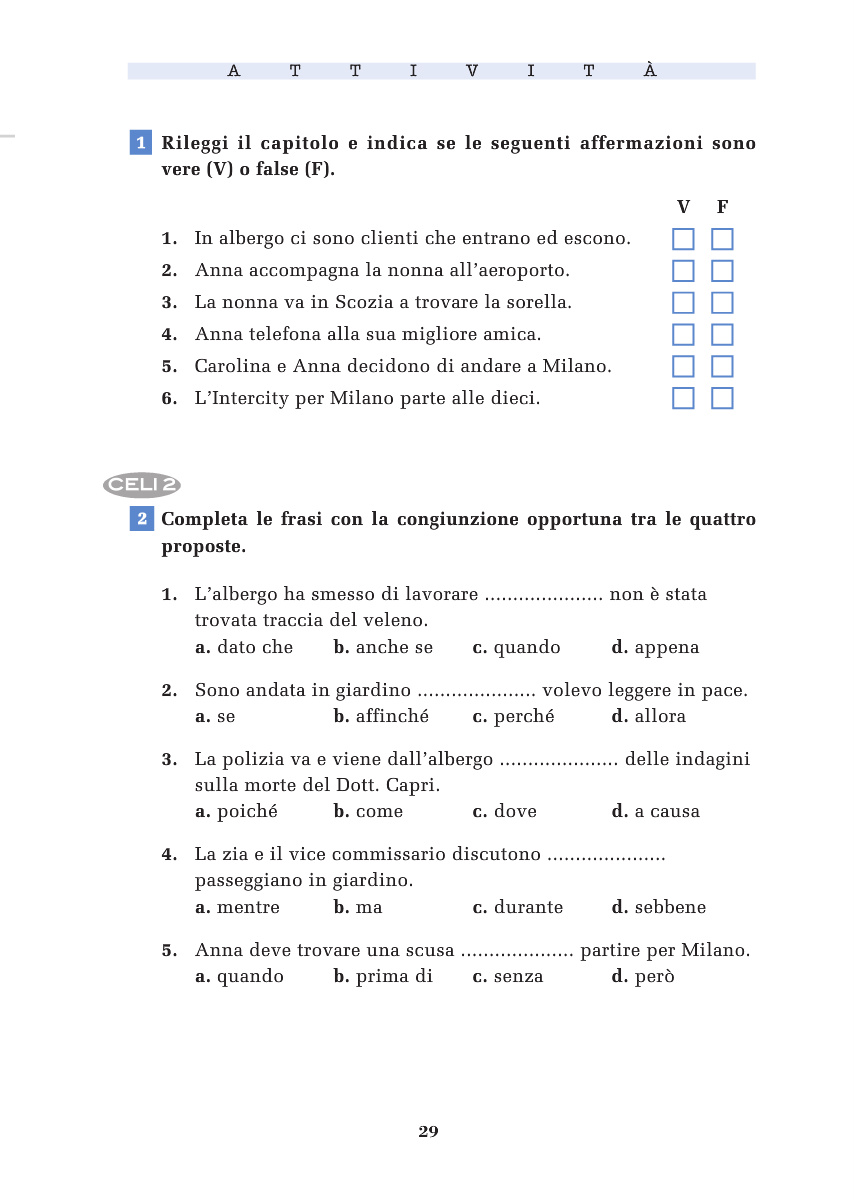 A T T I V I T À
1 Rileggi il capitolo e indica se le seguenti affermazioni sono
vere (V) o false (F).
V F
1. In albergo ci sono clienti che entrano ed escono.
2. Anna accompagna la nonna all’aeroporto.
3. La nonna va in Scozia a trovare la sorella.
4. Anna telefona alla sua migliore amica.
5. Carolina e Anna decidono di andare a Milano.
6. L’Intercity per Milano parte alle dieci.
CELI 2
2 Completa le frasi con la congiunzione opportuna tra le quattro
proposte.
1. L’albergo ha smesso di lavorare ..................... non è stata
trovata traccia del veleno.
a. dato che b. anche se c. quando d. appena
2. Sono andata in giardino ..................... volevo leggere in pace.
a. se b. affinché c. perché d. allora
3. La polizia va e viene dall’albergo ..................... delle indagini
sulla morte del Dott. Capri.
a. poiché b. come c. dove d. a causa
4. La zia e il vice commissario discutono .....................
passeggiano in giardino.
a. mentre b. ma c. durante d. sebbene
5. Anna deve trovare una scusa .................... partire per Milano.
a. quando b. prima di c. senza d. però
29